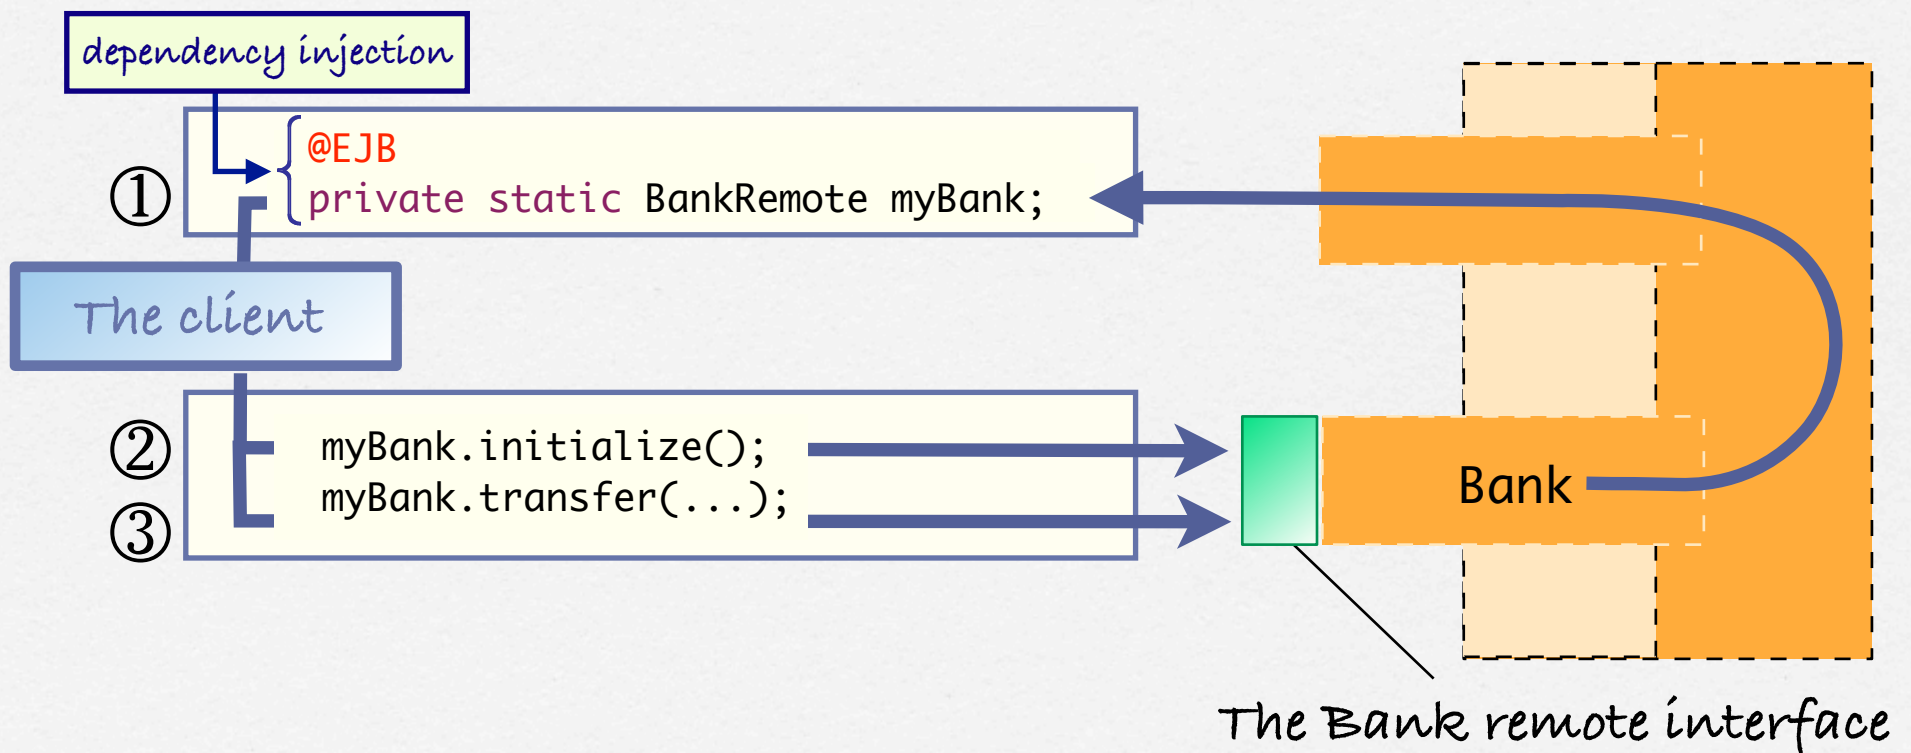 dependency injection
@EJB
① private static BankRemote myBank;
The client
② myBank.initialize();
myBank.transfer(...);
③
Bank
The Bank remote interface